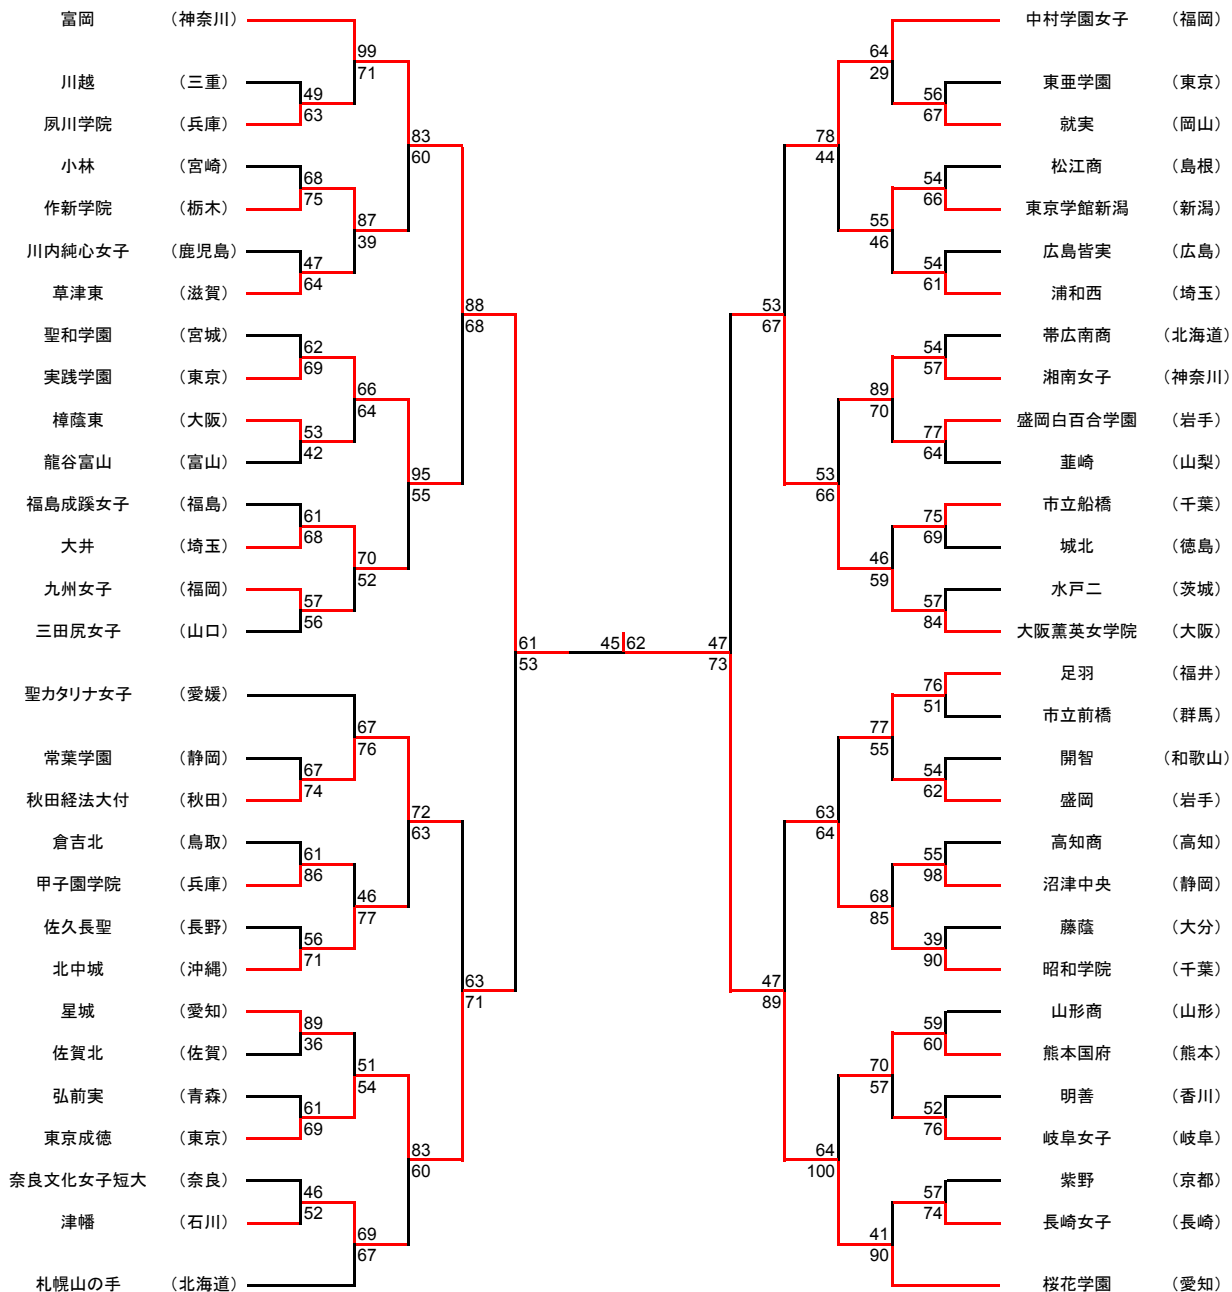 富岡 （神奈川）
川越 （三重）
夙川学院 （兵庫）
小林 （宮崎）
作新学院 （栃木）
川内純心女子 （鹿児島）
草津東 （滋賀）
聖和学園 （宮城）
実践学園 （東京）
樟蔭東 （大阪）
龍谷富山 （富山）
福島成蹊女子 （福島）
大井 （埼玉）
九州女子 （福岡）
三田尻女子 （山口）
聖カタリナ女子 （愛媛）
常葉学園 （静岡）
秋田経法大付 （秋田）
倉吉北 （鳥取）
甲子園学院 （兵庫）
佐久長聖 （長野）
北中城 （沖縄）
星城 （愛知）
佐賀北 （佐賀）
弘前実 （青森）
東京成徳 （東京）
奈良文化女子短大 （奈良）
津幡 （石川）
札幌山の手 （北海道）
49
63
68
75
47
64
62
69
53
42
61
68
57
56
67
74
61
86
56
71
89
36
61
69
46
52
99
71
87
39
66
64
70
52
67
76
46
77
51
54
69
67
83
60
95
55
72
63
83
60
88
68
63
71
61
53
45 62
47
73
53
67
47
89
78
44
53
66
63
64
64
100
64
29
55
46
89
70
46
59
77
55
68
85
70
57
41
90
56
67
54
66
54
61
54
57
77
64
75
69
57
84
76
51
54
62
55
98
39
90
59
60
52
76
57
74
中村学園女子 （福岡）
東亜学園 （東京）
就実 （岡山）
松江商 （島根）
東京学館新潟 （新潟）
広島皆実 （広島）
浦和西 （埼玉）
帯広南商 （北海道）
湘南女子 （神奈川）
盛岡白百合学園 （岩手）
韮崎 （山梨）
市立船橋 （千葉）
城北 （徳島）
水戸二 （茨城）
大阪薫英女学院 （大阪）
足羽 （福井）
市立前橋 （群馬）
開智 （和歌山）
盛岡 （岩手）
高知商 （高知）
沼津中央 （静岡）
藤蔭 （大分）
昭和学院 （千葉）
山形商 （山形）
熊本国府 （熊本）
明善 （香川）
岐阜女子 （岐阜）
紫野 （京都）
長崎女子 （長崎）
桜花学園 （愛知）